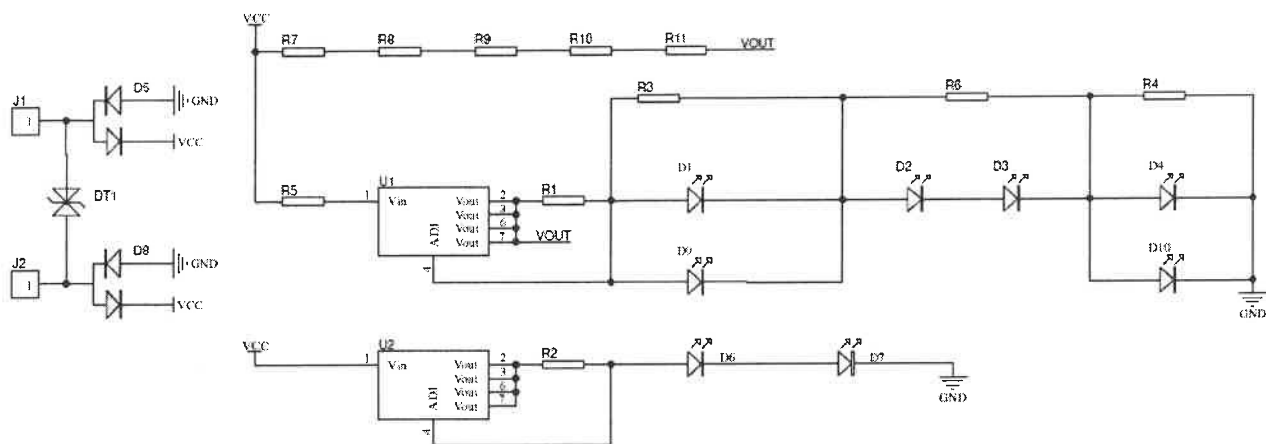 VCC
R7 R8 R9 R10 R11 VOUT
J1 1 D5 GND VCC
R3 R6 R4
DT1
R5 1 U1 Vin ADJ 4
2 Vout
3 Vout
6 Vout
7 Vout
R1 VOUT
D1 D2 D3 D4
D9 D10
GND
J2 1 D8 GND VCC
VCC 1 U2 Vin ADJ 4
2 Vout
3 Vout
6 Vout
7 Vout
R2 D6 D7
GND